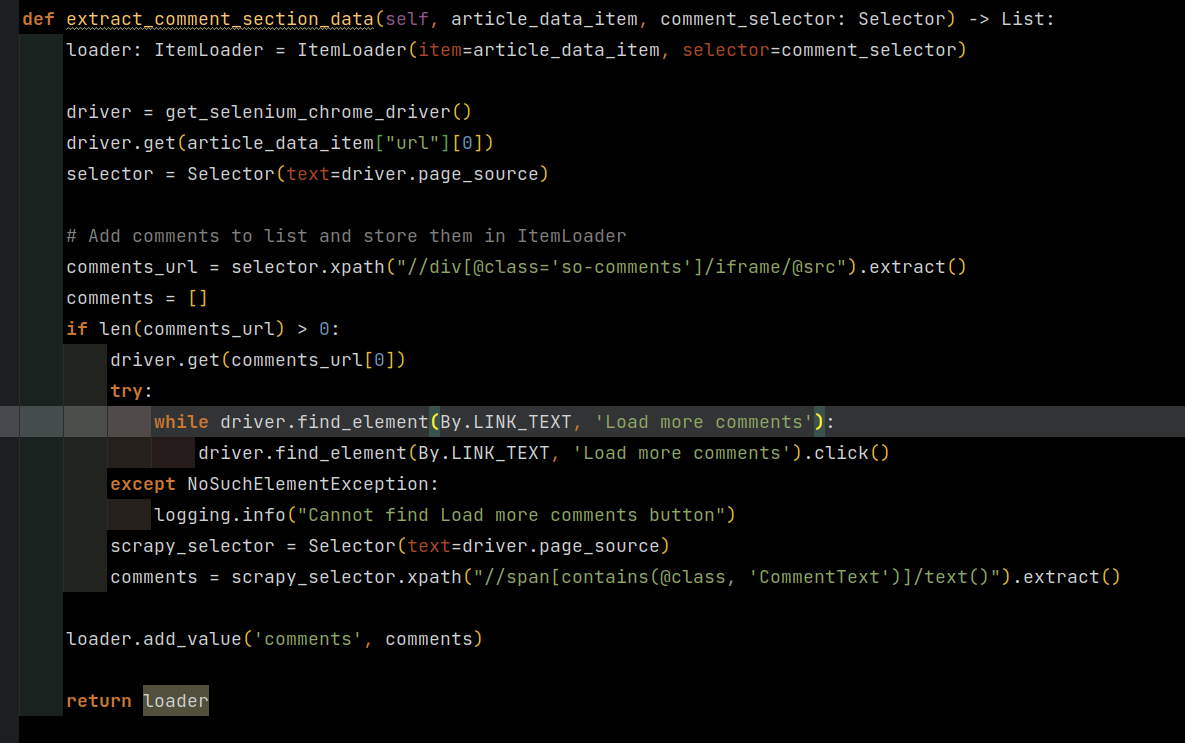 def extract_comment_section_data(self, article_data_item, comment_selector: Selector) -> List:
loader: ItemLoader = ItemLoader(item=article_data_item, selector=comment_selector)
driver = get_selenium_chrome_driver()
driver.get(article_data_item["url"][0])
selector = Selector(text=driver.page_source)
# Add comments to list and store them in ItemLoader
comments_url = selector.xpath("//div[@class='so-comments']/iframe/@src").extract()
comments = []
if len(comments_url) > 0:
driver.get(comments_url[0])
try:
while driver.find_element(By.LINK_TEXT, 'Load more comments'):
driver.find_element(By.LINK_TEXT, 'Load more comments').click()
except NoSuchElementException:
logging.info("Cannot find Load more comments button")
scrapy_selector = Selector(text=driver.page_source)
comments = scrapy_selector.xpath("//span[contains(@class, 'CommentText')]/text()").extract()
loader.add_value('comments', comments)
return loader